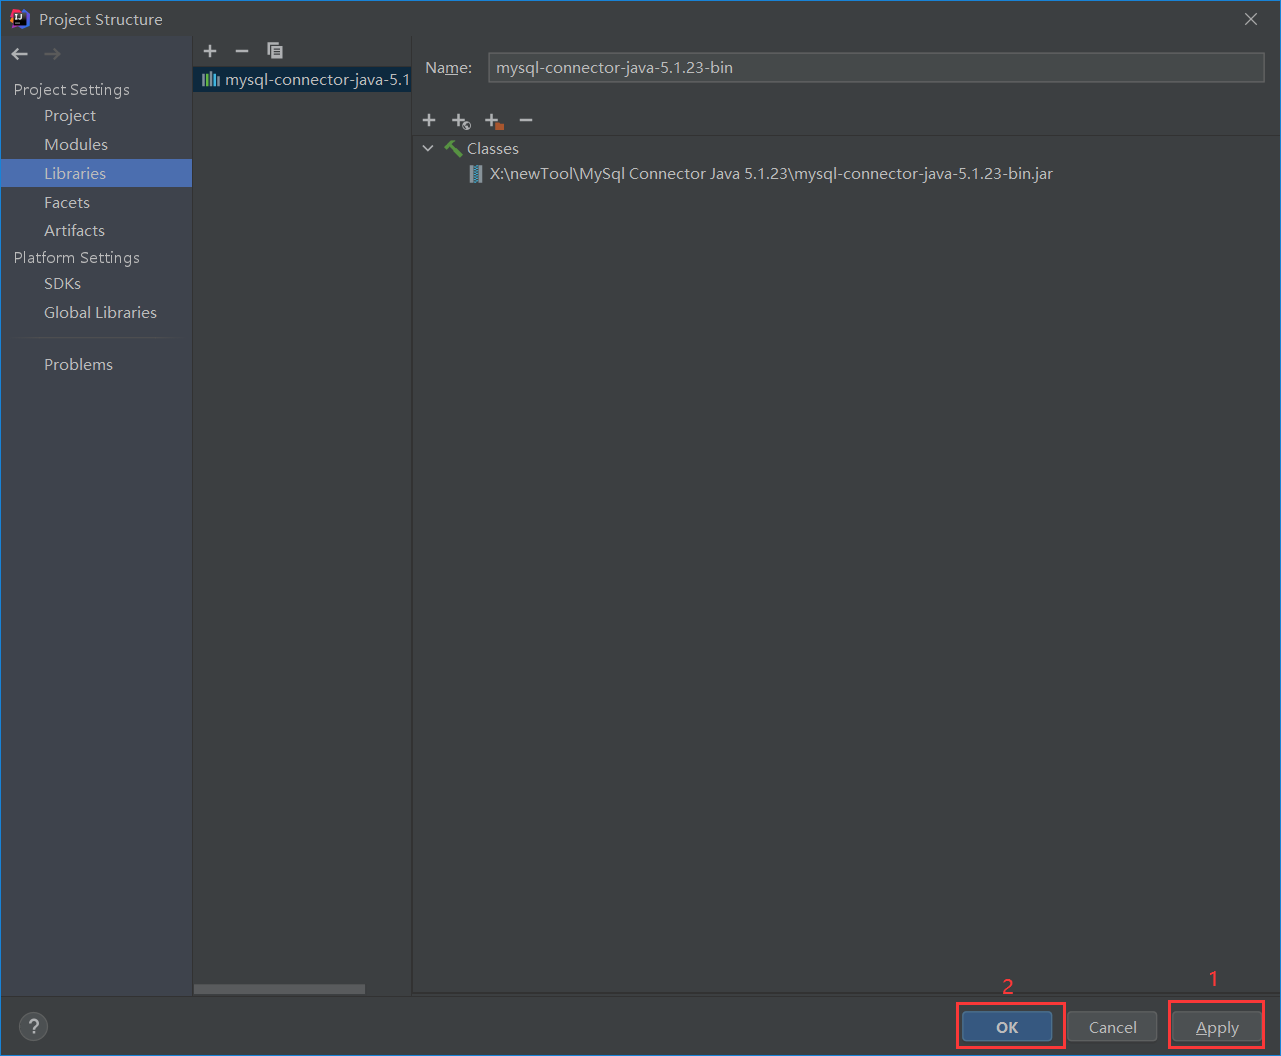 Project Structure
Project Settings
Project
Modules
Libraries
Facets
Artifacts
Platform Settings
SDKs
Global Libraries
Problems
mysql-connector-java-5.1
Name: mysql-connector-java-5.1.23-bin
Classes
X:\newTool\MySql Connector Java 5.1.23\mysql-connector-java-5.1.23-bin.jar
2 1
? OK Cancel Apply